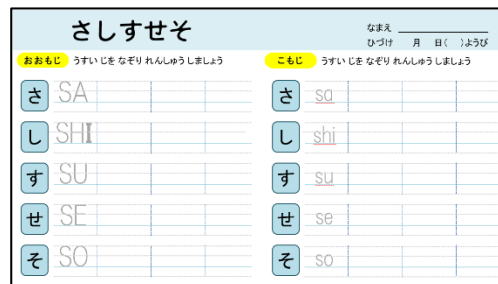 さしすせそ
なまえ
ひづけ 月 日( )ようび
おおもじ うすい じを なぞり れんしゅう しましょう
さ SA
し SHI
す SU
せ SE
そ SO
こもじ うすい じを なぞり れんしゅう しましょう
さ sa
し shi
す su
せ se
そ so